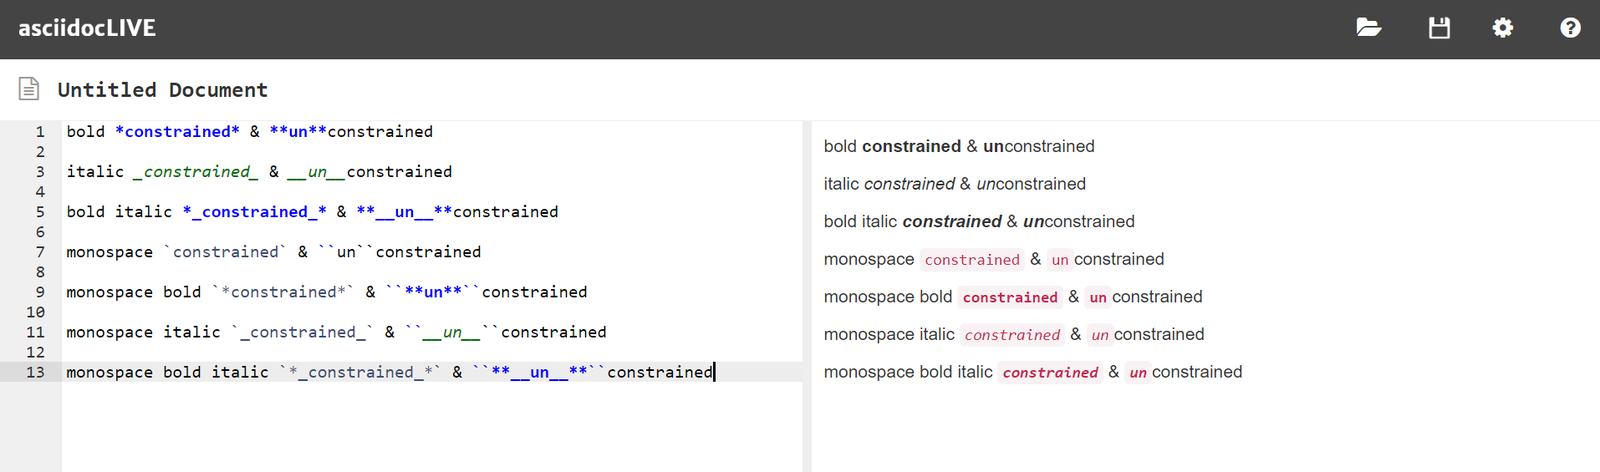 asciidocLIVE
Untitled Document
1 bold *constrained* & **un**constrained
2
3 italic _constrained_ & __un__constrained
4
5 bold italic *_constrained_* & **__un__**constrained
6
7 monospace `constrained` & ``un``constrained
8
9 monospace bold `*constrained*` & ``**un**``constrained
10
11 monospace italic `_constrained_` & ``__un__``constrained
12
13 monospace bold italic `*_constrained_*` & ``**__un__**``constrained
bold constrained & unconstrained
italic constrained & unconstrained
bold italic constrained & unconstrained
monospace constrained & un constrained
monospace bold constrained & un constrained
monospace italic constrained & un constrained
monospace bold italic constrained & un constrained